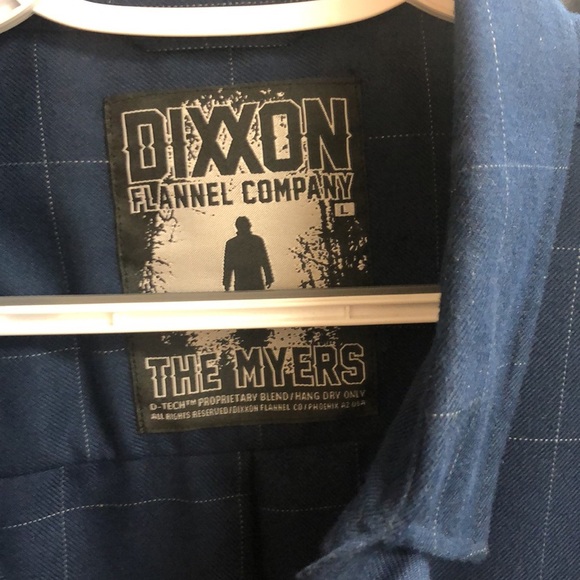 DIXXON
FLANNEL COMPANY
L
THE MYERS
D-TECH™ PROPRIETARY BLEND/HANG DRY ONLY
ALL RIGHTS RESERVED/DIXXON FLANNEL CO/PHOENIX AZ USA